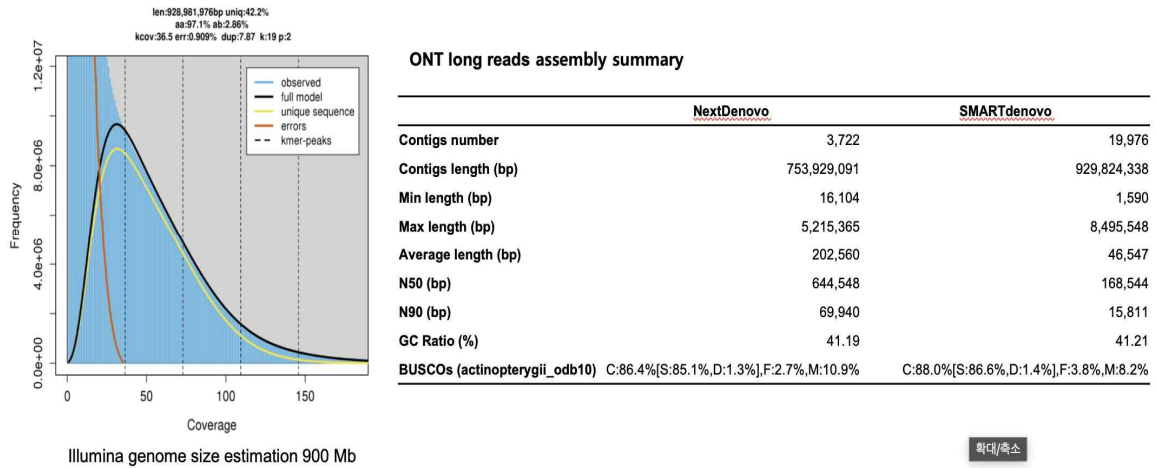 len:928,981,976bp uniq:42.2%
aa:97.1% ab:2.86%
kcov:36.5 err:0.909% dup:7.87 k:19 p:2
Frequency
1.2e+07
8.0e+06
4.0e+06
0.0e+00
observed
full model
unique sequence
errors
kmer-peaks
0 50 100 150
Coverage
Illumina genome size estimation 900 Mb
ONT long reads assembly summary
NextDenovo SMARTdenovo
Contigs number 3,722 19,976
Contigs length (bp) 753,929,091 929,824,338
Min length (bp) 16,104 1,590
Max length (bp) 5,215,365 8,495,548
Average length (bp) 202,560 46,547
N50 (bp) 644,548 168,544
N90 (bp) 69,940 15,811
GC Ratio (%) 41.19 41.21
BUSCOs (actinopterygii_odb10) C:86.4%[S:85.1%,D:1.3%],F:2.7%,M:10.9% C:88.0%[S:86.6%,D:1.4%],F:3.8%,M:8.2%
확대/축소